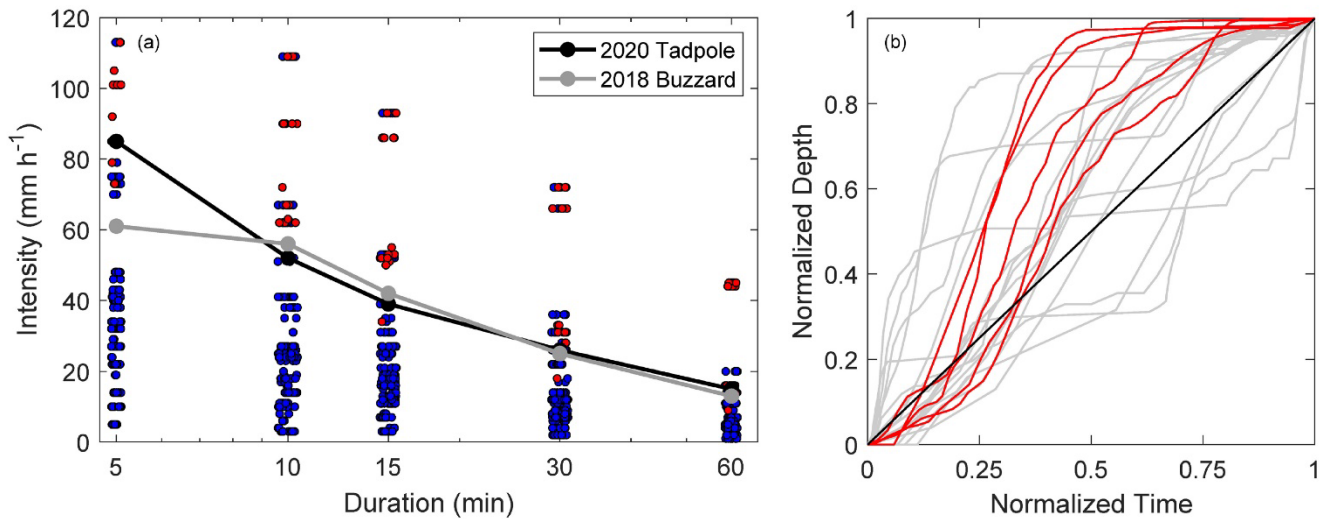 (a)
2020 Tadpole
2018 Buzzard
Intensity (mm h⁻¹)
120
100
80
60
40
20
0
5
10
15
30
60
Duration (min)
(b)
Normalized Depth
1
0.8
0.6
0.4
0.2
0
0
0.25
0.5
0.75
1
Normalized Time